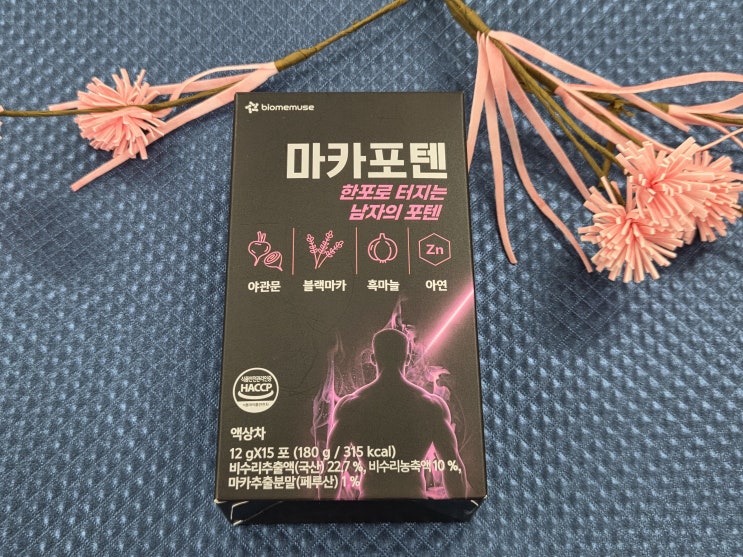 biomemuse
마카포텐
한포로 터지는
남자의 포텐
Zn
야관문 블랙마카 흑마늘 아연
HACCP
액상차
12 gX15 포 (180 g / 315 kcal)
비수리추출액(국산) 22.7 %, 비수리농축액 10 %,
마카추출분말(페루산) 1 %